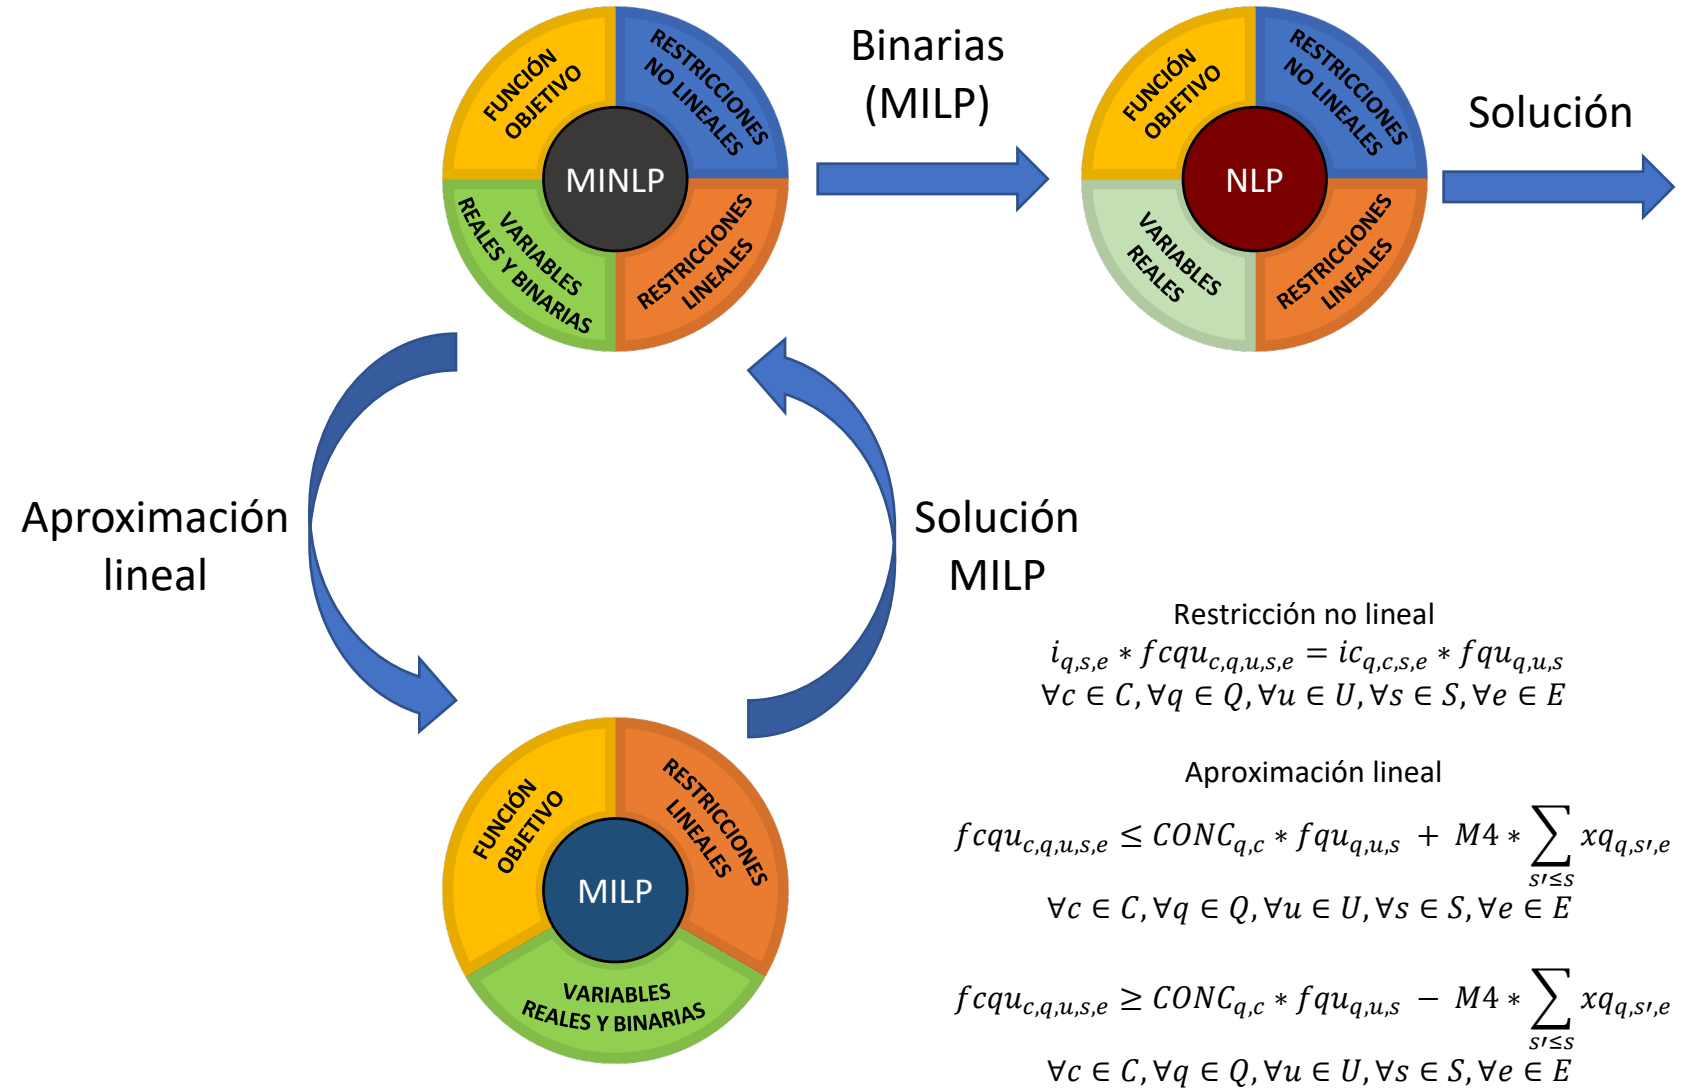 FUNCIÓN
OBJETIVO
RESTRICCIONES
NO LINEALES
MINLP
VARIABLES
REALES Y BINARIAS
RESTRICCIONES
LINEALES
Binarias
(MILP)
FUNCIÓN
OBJETIVO
RESTRICCIONES
NO LINEALES
NLP
VARIABLES
REALES
RESTRICCIONES
LINEALES
Solución
Aproximación
lineal
Solución
MILP
FUNCIÓN
OBJETIVO
RESTRICCIONES
LINEALES
MILP
VARIABLES
REALES Y BINARIAS
Restricción no lineal
i_{q,s,e} * fcqu_{c,q,u,s,e} = ic_{q,c,s,e} * fqu_{q,u,s}
∀c ∈ C, ∀q ∈ Q, ∀u ∈ U, ∀s ∈ S, ∀e ∈ E
Aproximación lineal
fcqu_{c,q,u,s,e} ≤ CONC_{q,c} * fqu_{q,u,s} + M4 * ∑_{s′≤s} xq_{q,s′,e}
∀c ∈ C, ∀q ∈ Q, ∀u ∈ U, ∀s ∈ S, ∀e ∈ E
fcqu_{c,q,u,s,e} ≥ CONC_{q,c} * fqu_{q,u,s} − M4 * ∑_{s′≤s} xq_{q,s′,e}
∀c ∈ C, ∀q ∈ Q, ∀u ∈ U, ∀s ∈ S, ∀e ∈ E